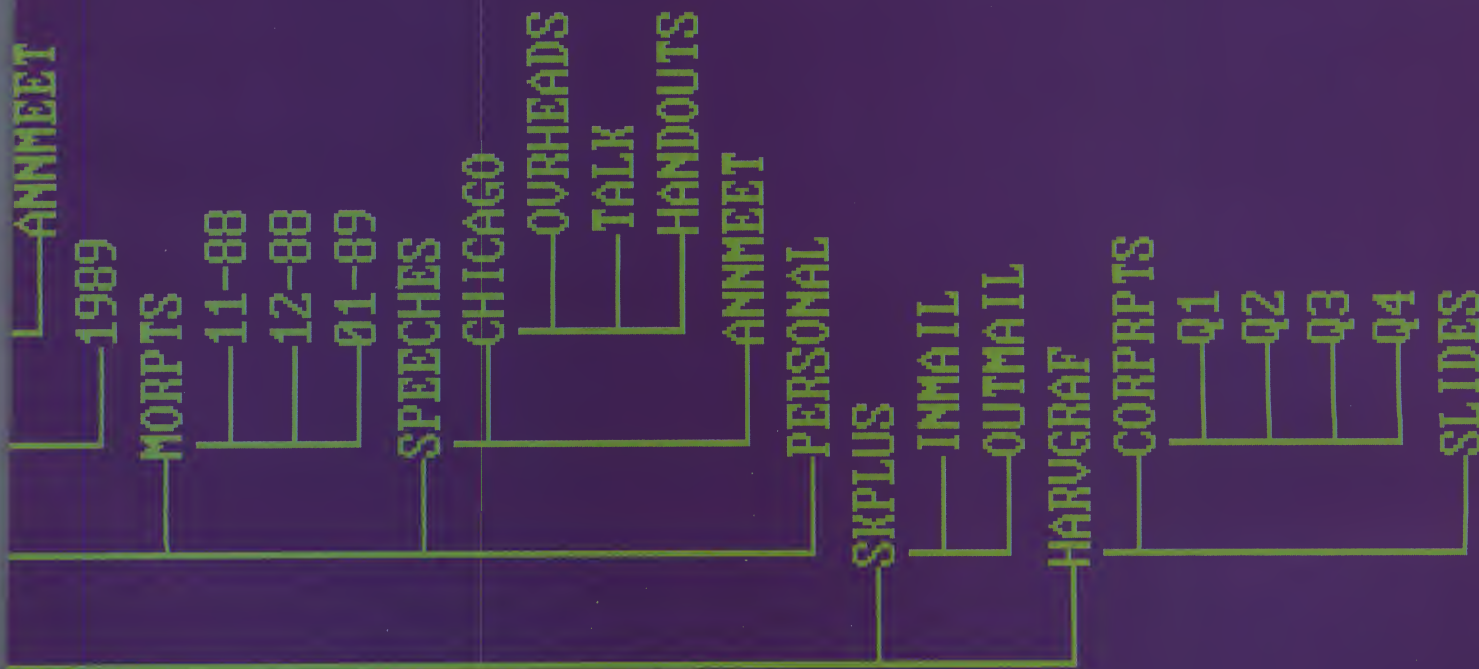 ANNMEET
1989
MORPTS
11-88
12-88
01-89
SPEECHES
CHICAGO
OVRHEADS
TALK
HANDOUTS
ANNMEET
PERSONAL
SKPLUS
INMAIL
OUTMAIL
HARVGRAF
CORPRPTS
Q1
Q2
Q3
Q4
SLIDES